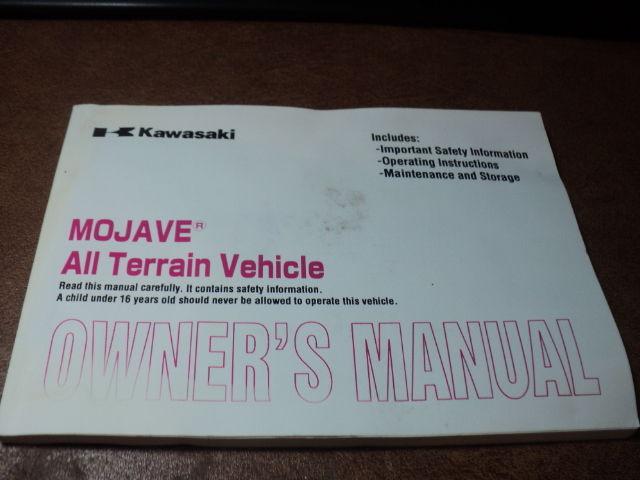 Kawasaki
Includes:
-Important Safety Information
-Operating Instructions
-Maintenance and Storage
MOJAVE®
All Terrain Vehicle
Read this manual carefully. It contains safety information.
A child under 16 years old should never be allowed to operate this vehicle.
OWNER'S MANUAL